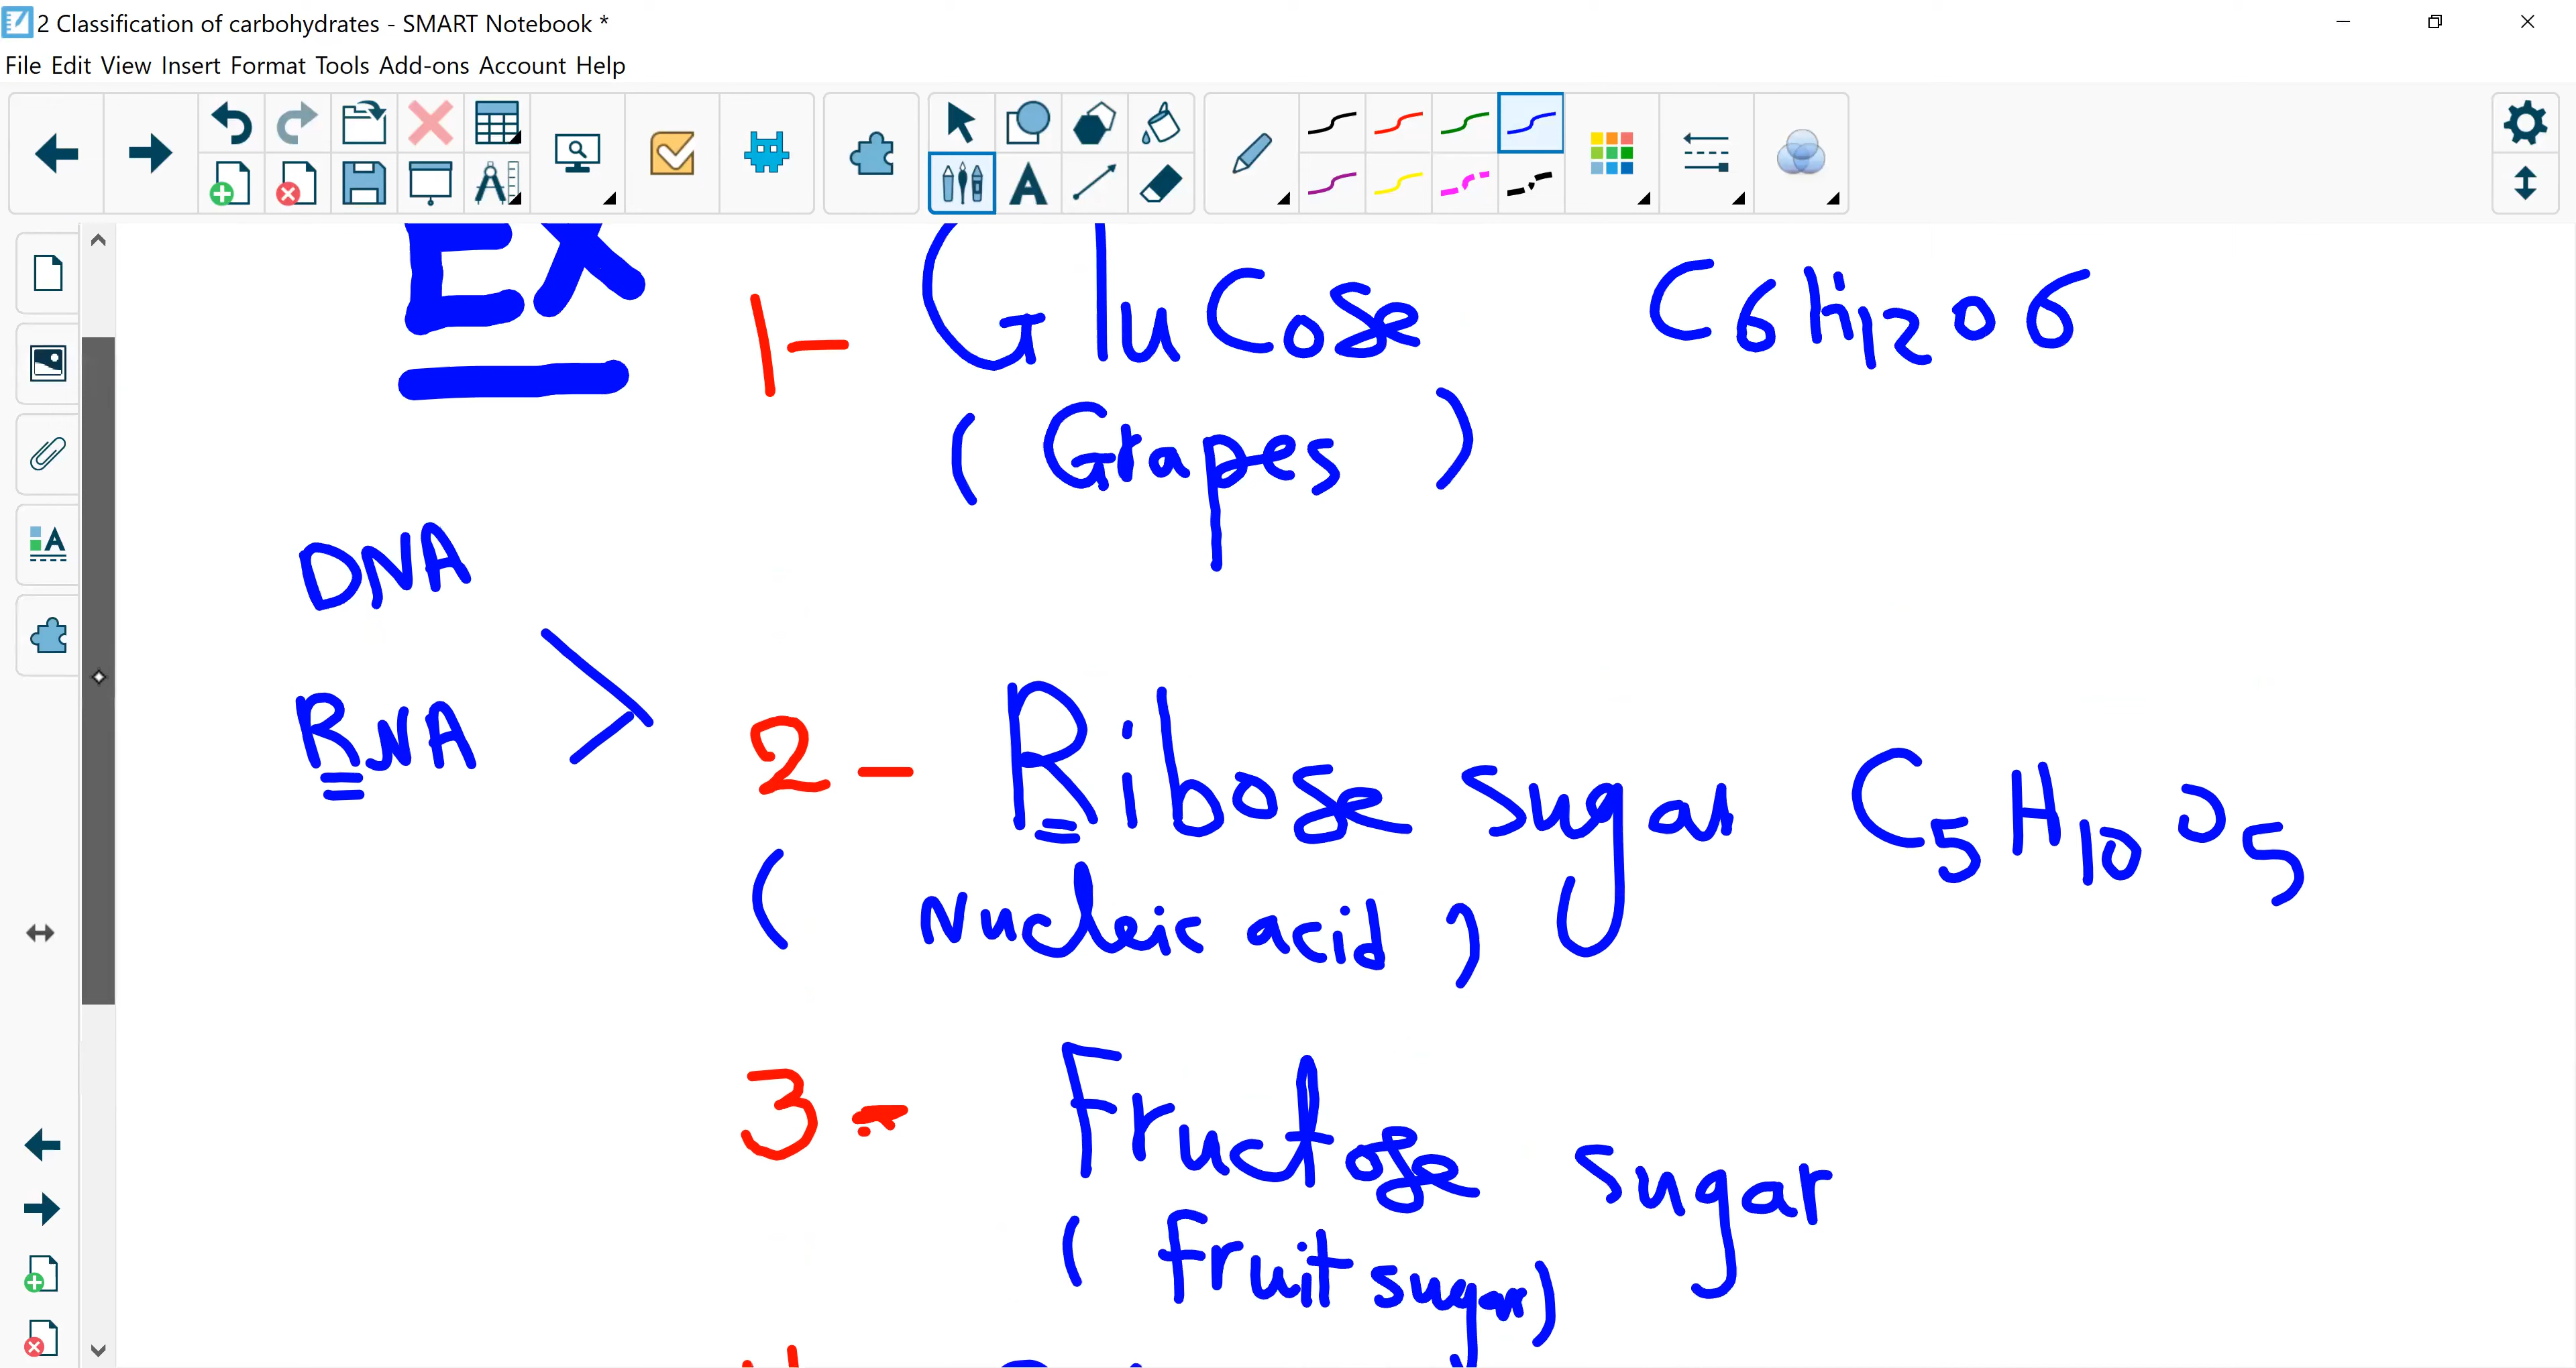 2 Classification of carbohydrates - SMART Notebook *
File Edit View Insert Format Tools Add-ons Account Help
EX
1- Glucose C6h12o6
(Grapes)
DNA
RNA
2- Ribose sugar C5H10O5
(Nucleic acid)
3- Fructose sugar
(fruit sugar)